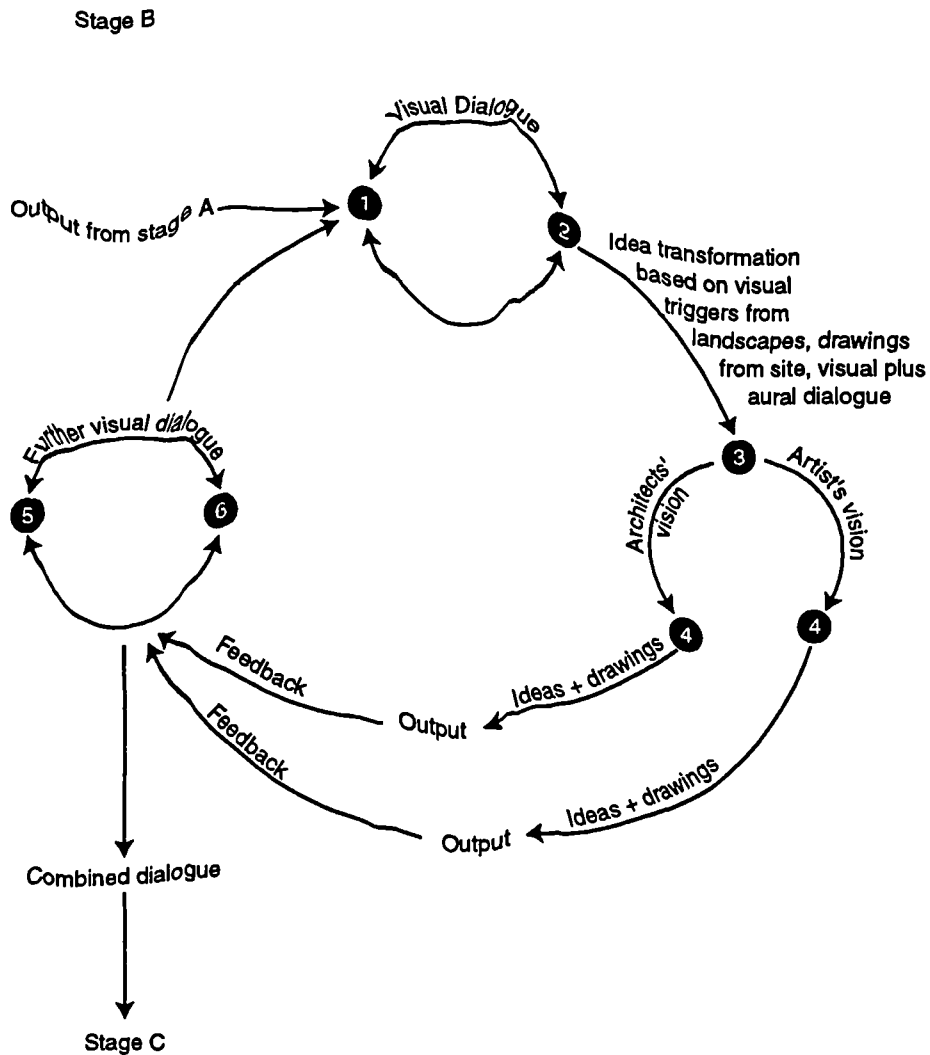 Stage B
Visual Dialogue
Output from stage A
1
2
Idea transformation
based on visual
triggers from
landscapes, drawings
from site, visual plus
aural dialogue
Further visual dialogue
5
6
3
Architects'
vision
Artist's vision
4
4
Feedback
Output
Ideas + drawings
Feedback
Output
Ideas + drawings
Combined dialogue
Stage C